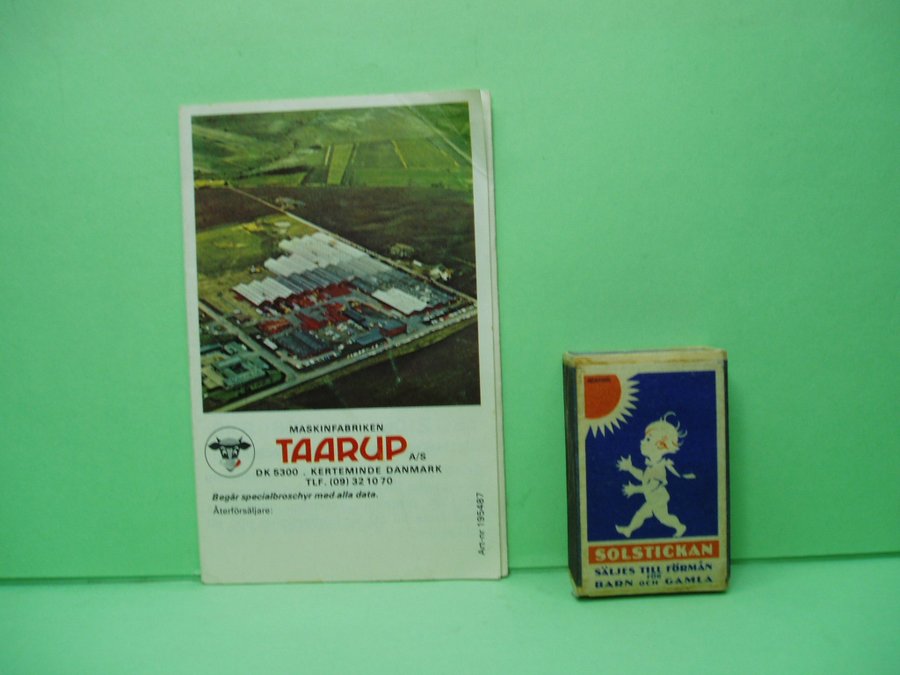 MASKINFABRIKEN
TAARUP A/S
DK 5300 . KERTEMINDE DANMARK
TLF. (09) 32 10 70
Begär specialbroschyr med alla data.
Återförsäljare:
Art-nr 195487
SOLSTICKAN
SÄLJES TILL FÖRMÅN
FÖR
BARN OCH GAMLA